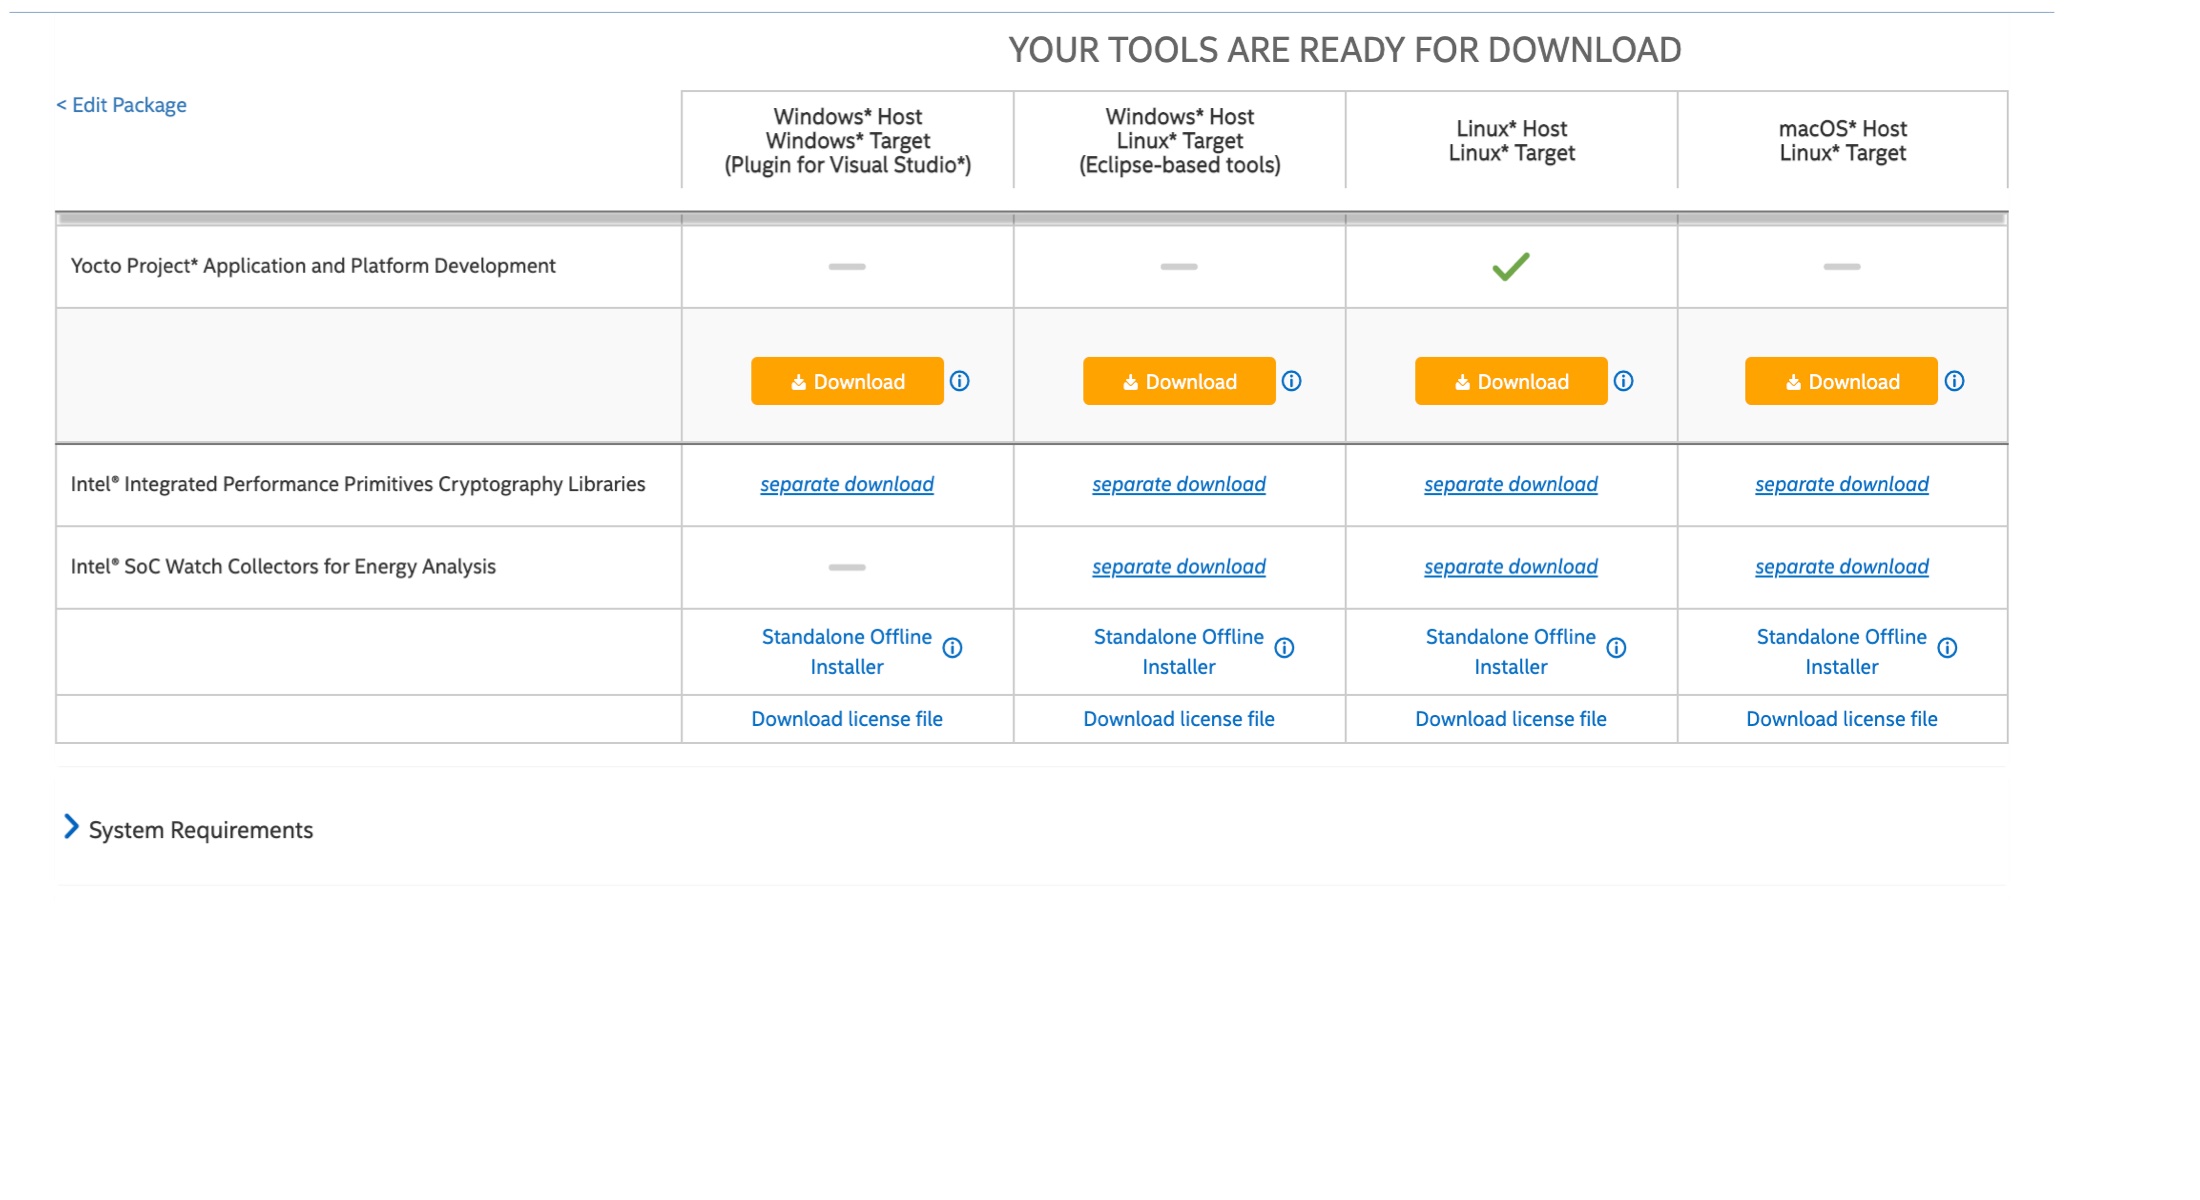 YOUR TOOLS ARE READY FOR DOWNLOAD
< Edit Package
Windows* Host
Windows* Target
(Plugin for Visual Studio*)
Windows* Host
Linux* Target
(Eclipse-based tools)
Linux* Host
Linux* Target
macOS* Host
Linux* Target
Yocto Project* Application and Platform Development
Download
Download
Download
Download
Intel® Integrated Performance Primitives Cryptography Libraries
separate download
separate download
separate download
separate download
Intel® SoC Watch Collectors for Energy Analysis
separate download
separate download
separate download
Standalone Offline
Installer
Standalone Offline
Installer
Standalone Offline
Installer
Standalone Offline
Installer
Download license file
Download license file
Download license file
Download license file
System Requirements